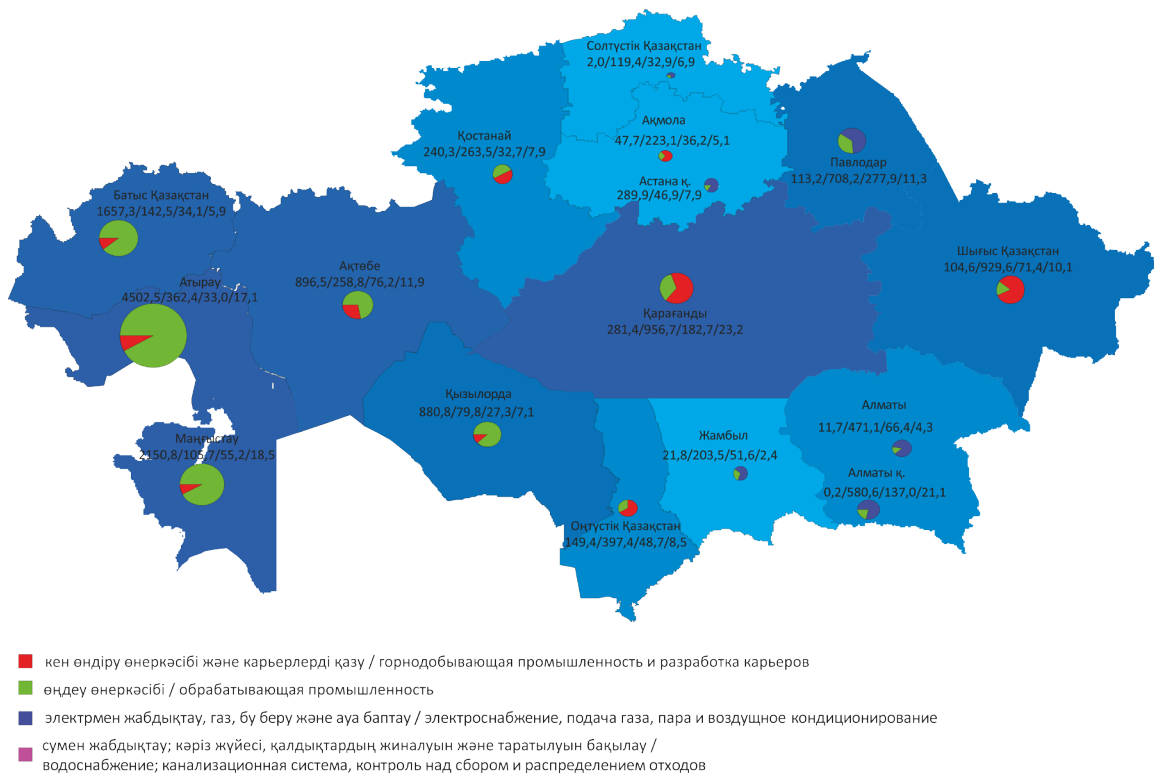 Солтүстік Қазақстан
2,0/119,4/32,9/6,9
Ақмола
47,7/223,1/36,2/5,1
Қостанай
240,3/263,5/32,7/7,9
Павлодар
113,2/708,2/277,9/11,3
Астана қ.
289,9/46,9/7,9
Батыс Қазақстан
1657,3/142,5/34,1/5,9
Шығыс Қазақстан
104,6/929,6/71,4/10,1
Ақтөбе
896,5/258,8/76,2/11,9
Атырау
4502,5/362,4/33,0/17,1
Қарағанды
281,4/956,7/182,7/23,2
Қызылорда
880,8/79,8/27,3/7,1
Алматы
11,7/471,1/66,4/4,3
Маңғыстау
2150,8/105,7/55,2/18,5
Жамбыл
21,8/203,5/51,6/2,4
Алматы қ.
0,2/580,6/137,0/21,1
Оңтүстік Қазақстан
149,4/397,4/48,7/8,5
кен өндіру өнеркәсібі және карьерлерді қазу / горнодобывающая промышленность и разработка карьеров
өңдеу өнеркәсібі / обрабатывающая промышленность
электрмен жабдықтау, газ, бу беру және ауа баптау / электроснабжение, подача газа, пара и воздушное кондиционирование
сумен жабдықтау; кәріз жүйесі, қалдықтардың жиналуын және таратылуын бақылау /
водоснабжение; канализационная система, контроль над сбором и распределением отходов